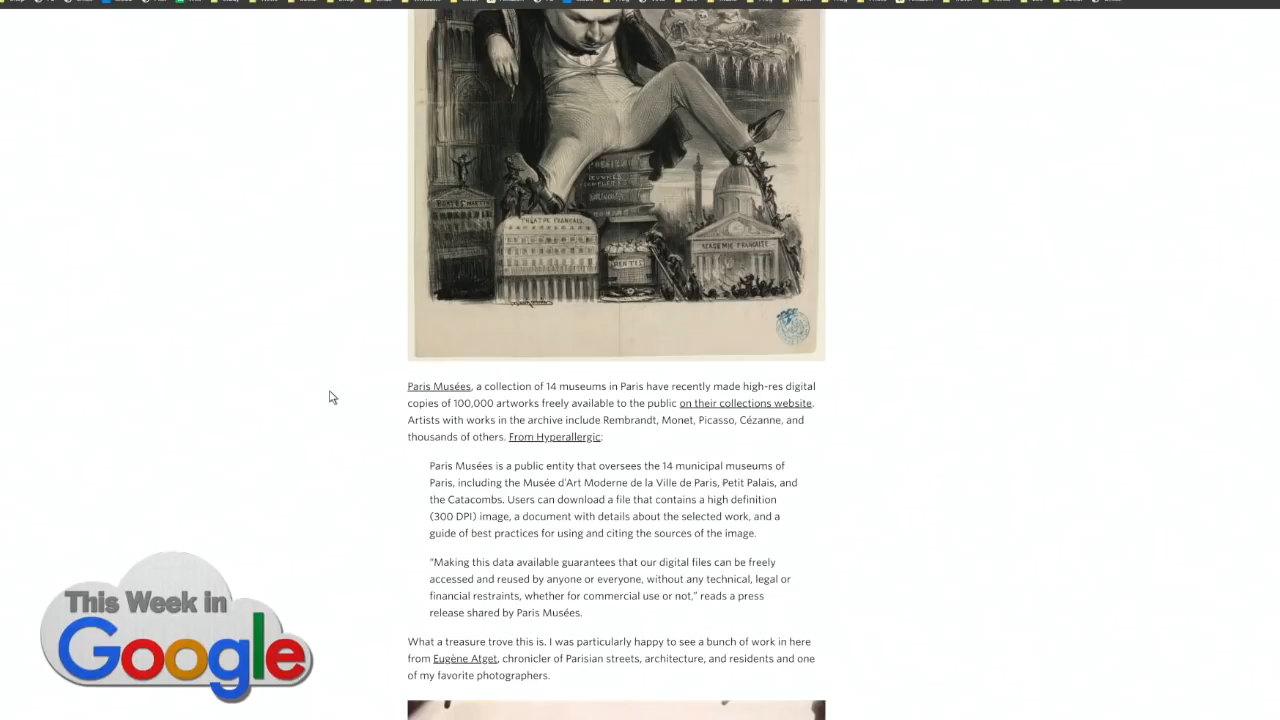 THÉATRE FRANÇAIS
RENTES
ACADÉMIE FRANÇAISE
Paris Musées, a collection of 14 museums in Paris have recently made high-res digital
copies of 100,000 artworks freely available to the public on their collections website.
Artists with works in the archive include Rembrandt, Monet, Picasso, Cézanne, and
thousands of others. From Hyperallergic:
Paris Musées is a public entity that oversees the 14 municipal museums of
Paris, including the Musée d’Art Moderne de la Ville de Paris, Petit Palais, and
the Catacombs. Users can download a file that contains a high definition
(300 DPI) image, a document with details about the selected work, and a
guide of best practices for using and citing the sources of the image.
“Making this data available guarantees that our digital files can be freely
accessed and reused by anyone or everyone, without any technical, legal or
financial restraints, whether for commercial use or not,” reads a press
release shared by Paris Musées.
What a treasure trove this is. I was particularly happy to see a bunch of work in here
from Eugène Atget, chronicler of Parisian streets, architecture, and residents and one
of my favorite photographers.
This Week in
Google